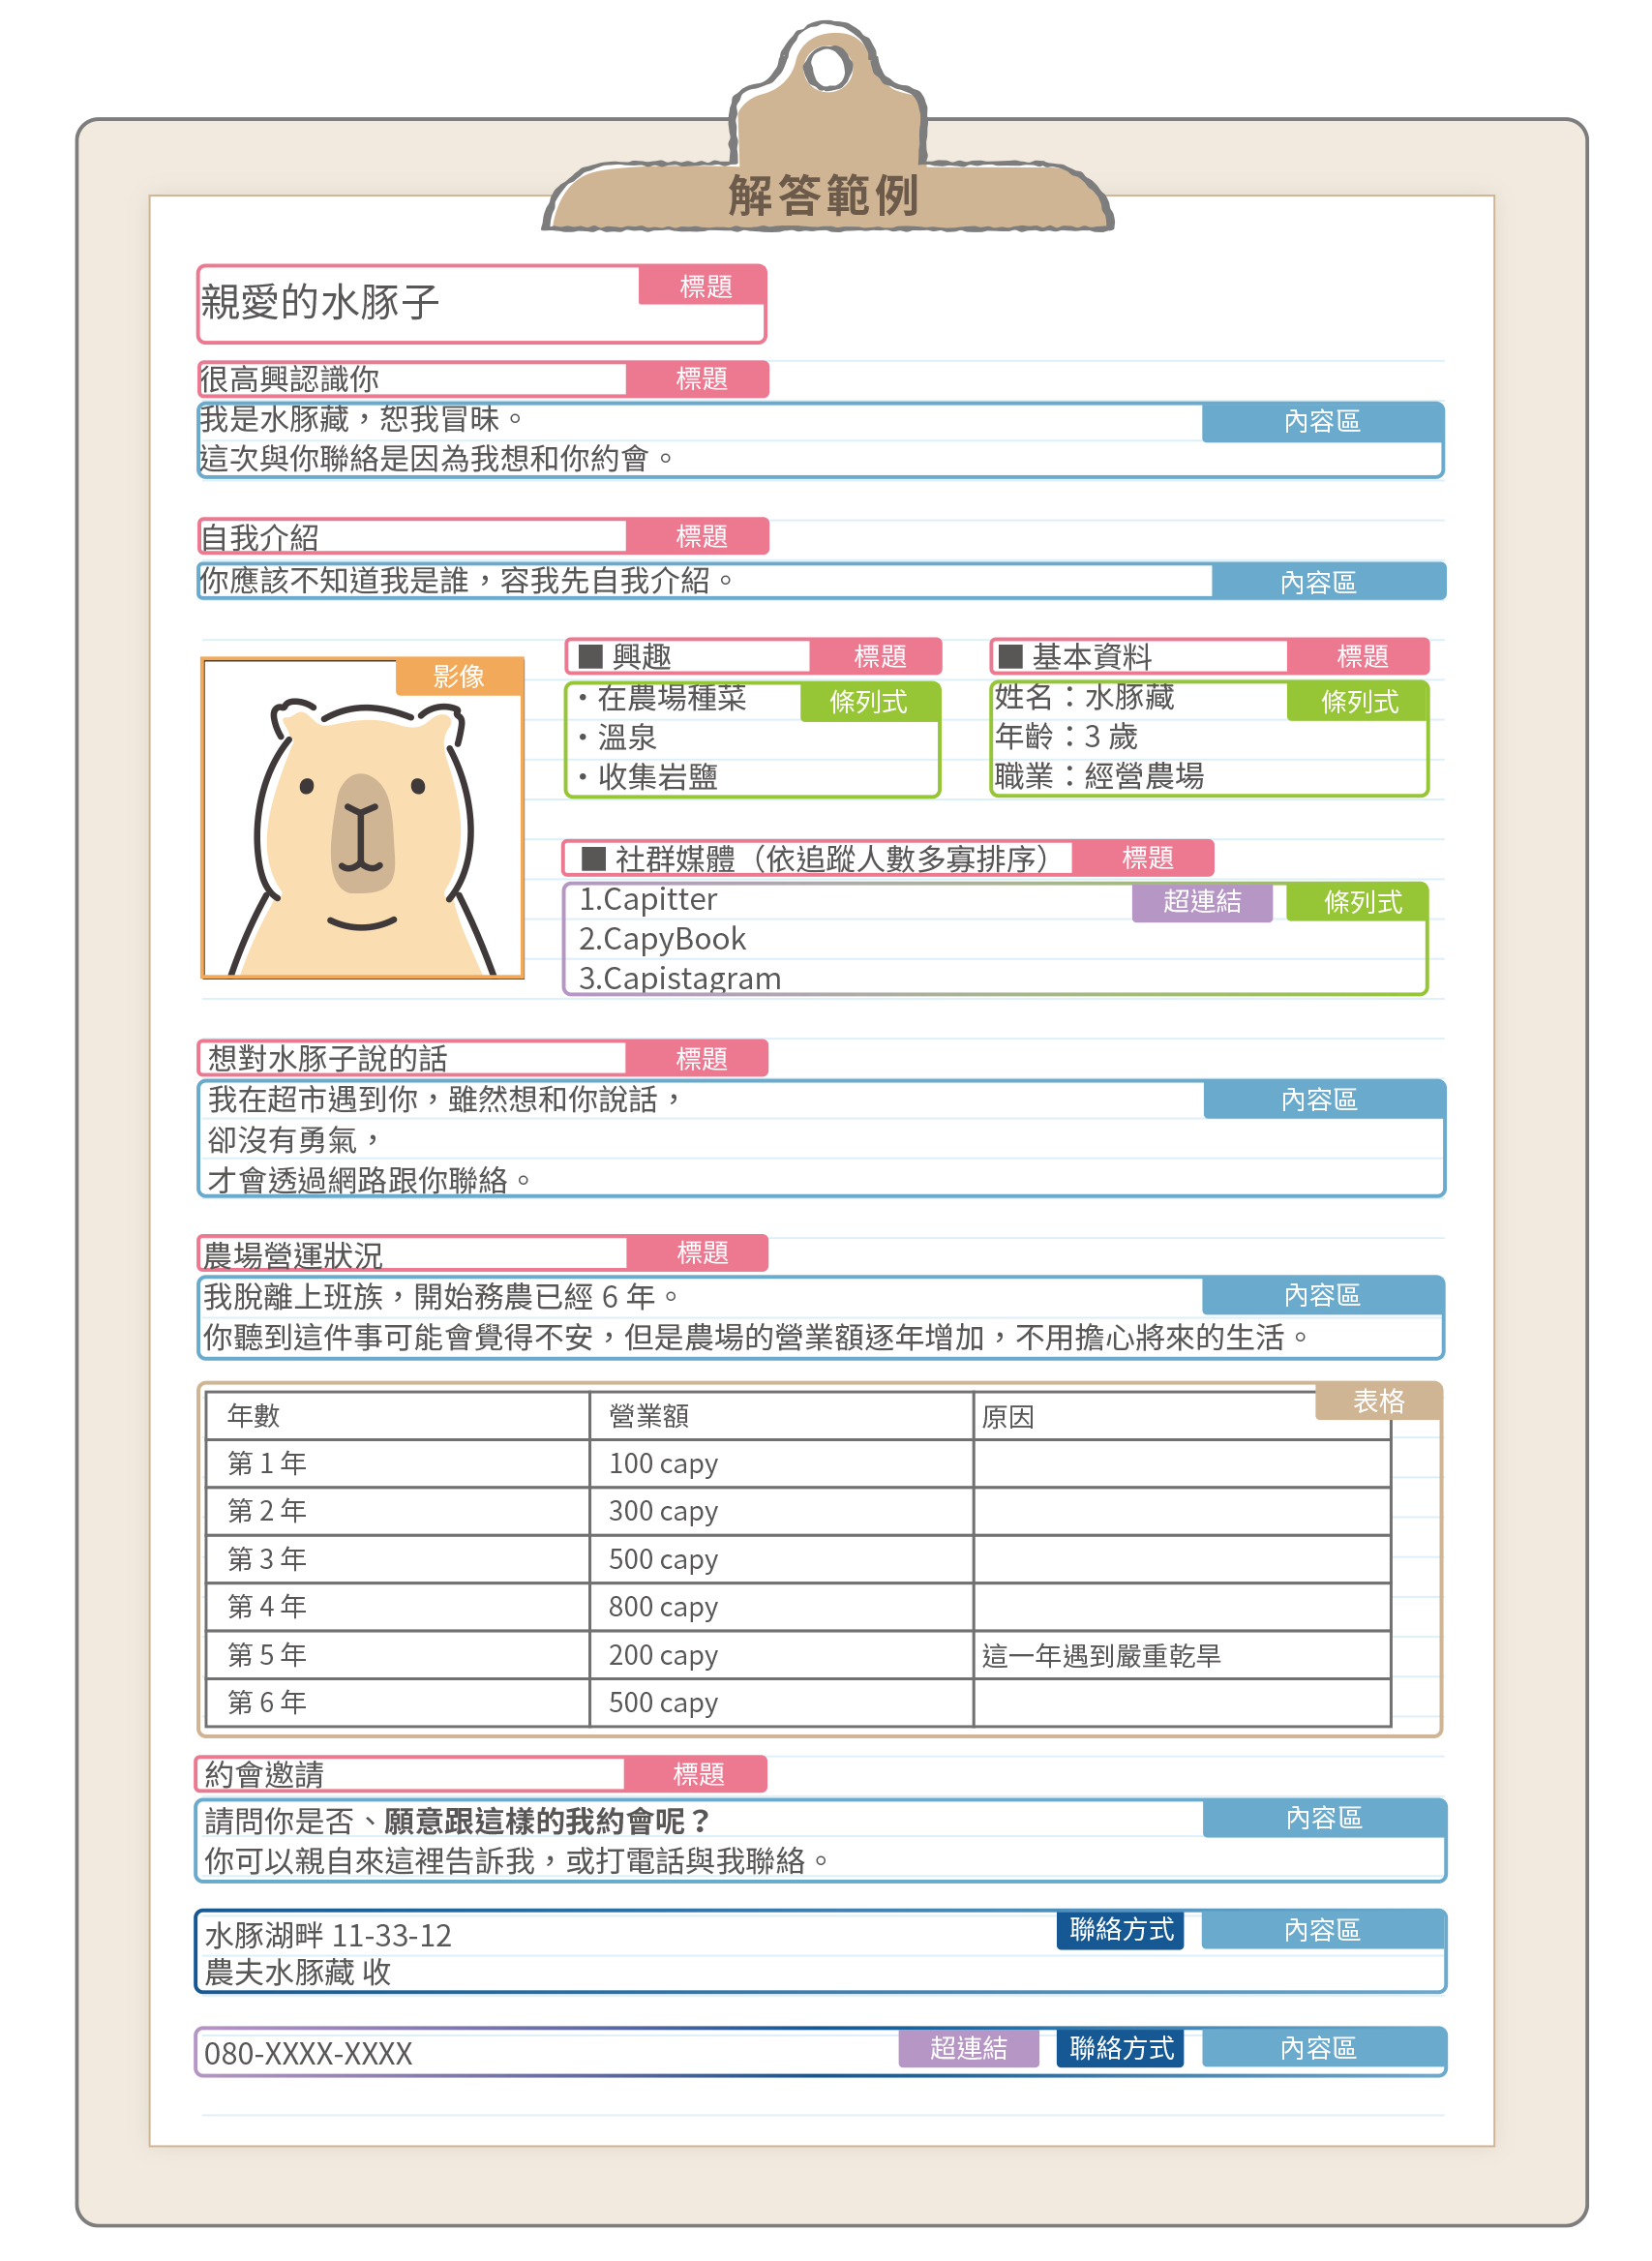 解答範例
親愛的水豚子 標題
很高興認識你 標題
我是水豚藏，恕我冒昧。 內容區
這次與你聯絡是因為我想和你約會。
自我介紹 標題
你應該不知道我是誰，容我先自我介紹。 內容區
影像
■ 興趣 標題
・在農場種菜 條列式
・溫泉
・收集岩鹽
■ 基本資料 標題
姓名：水豚藏 條列式
年齡：3 歲
職業：經營農場
■ 社群媒體（依追蹤人數多寡排序） 標題
1.Capitter 超連結 條列式
2.CapyBook
3.Capistagram
想對水豚子說的話 標題
我在超市遇到你，雖然想和你說話， 內容區
卻沒有勇氣，
才會透過網路跟你聯絡。
農場營運狀況 標題
我脫離上班族，開始務農已經 6 年。 內容區
你聽到這件事可能會覺得不安，但是農場的營業額逐年增加，不用擔心將來的生活。
表格
年數 營業額 原因
第 1 年 100 capy
第 2 年 300 capy
第 3 年 500 capy
第 4 年 800 capy
第 5 年 200 capy 這一年遇到嚴重乾旱
第 6 年 500 capy
約會邀請 標題
請問你是否、願意跟這樣的我約會呢？ 內容區
你可以親自來這裡告訴我，或打電話與我聯絡。
水豚湖畔 11-33-12 聯絡方式 內容區
農夫水豚藏 收
080-XXXX-XXXX 超連結 聯絡方式 內容區